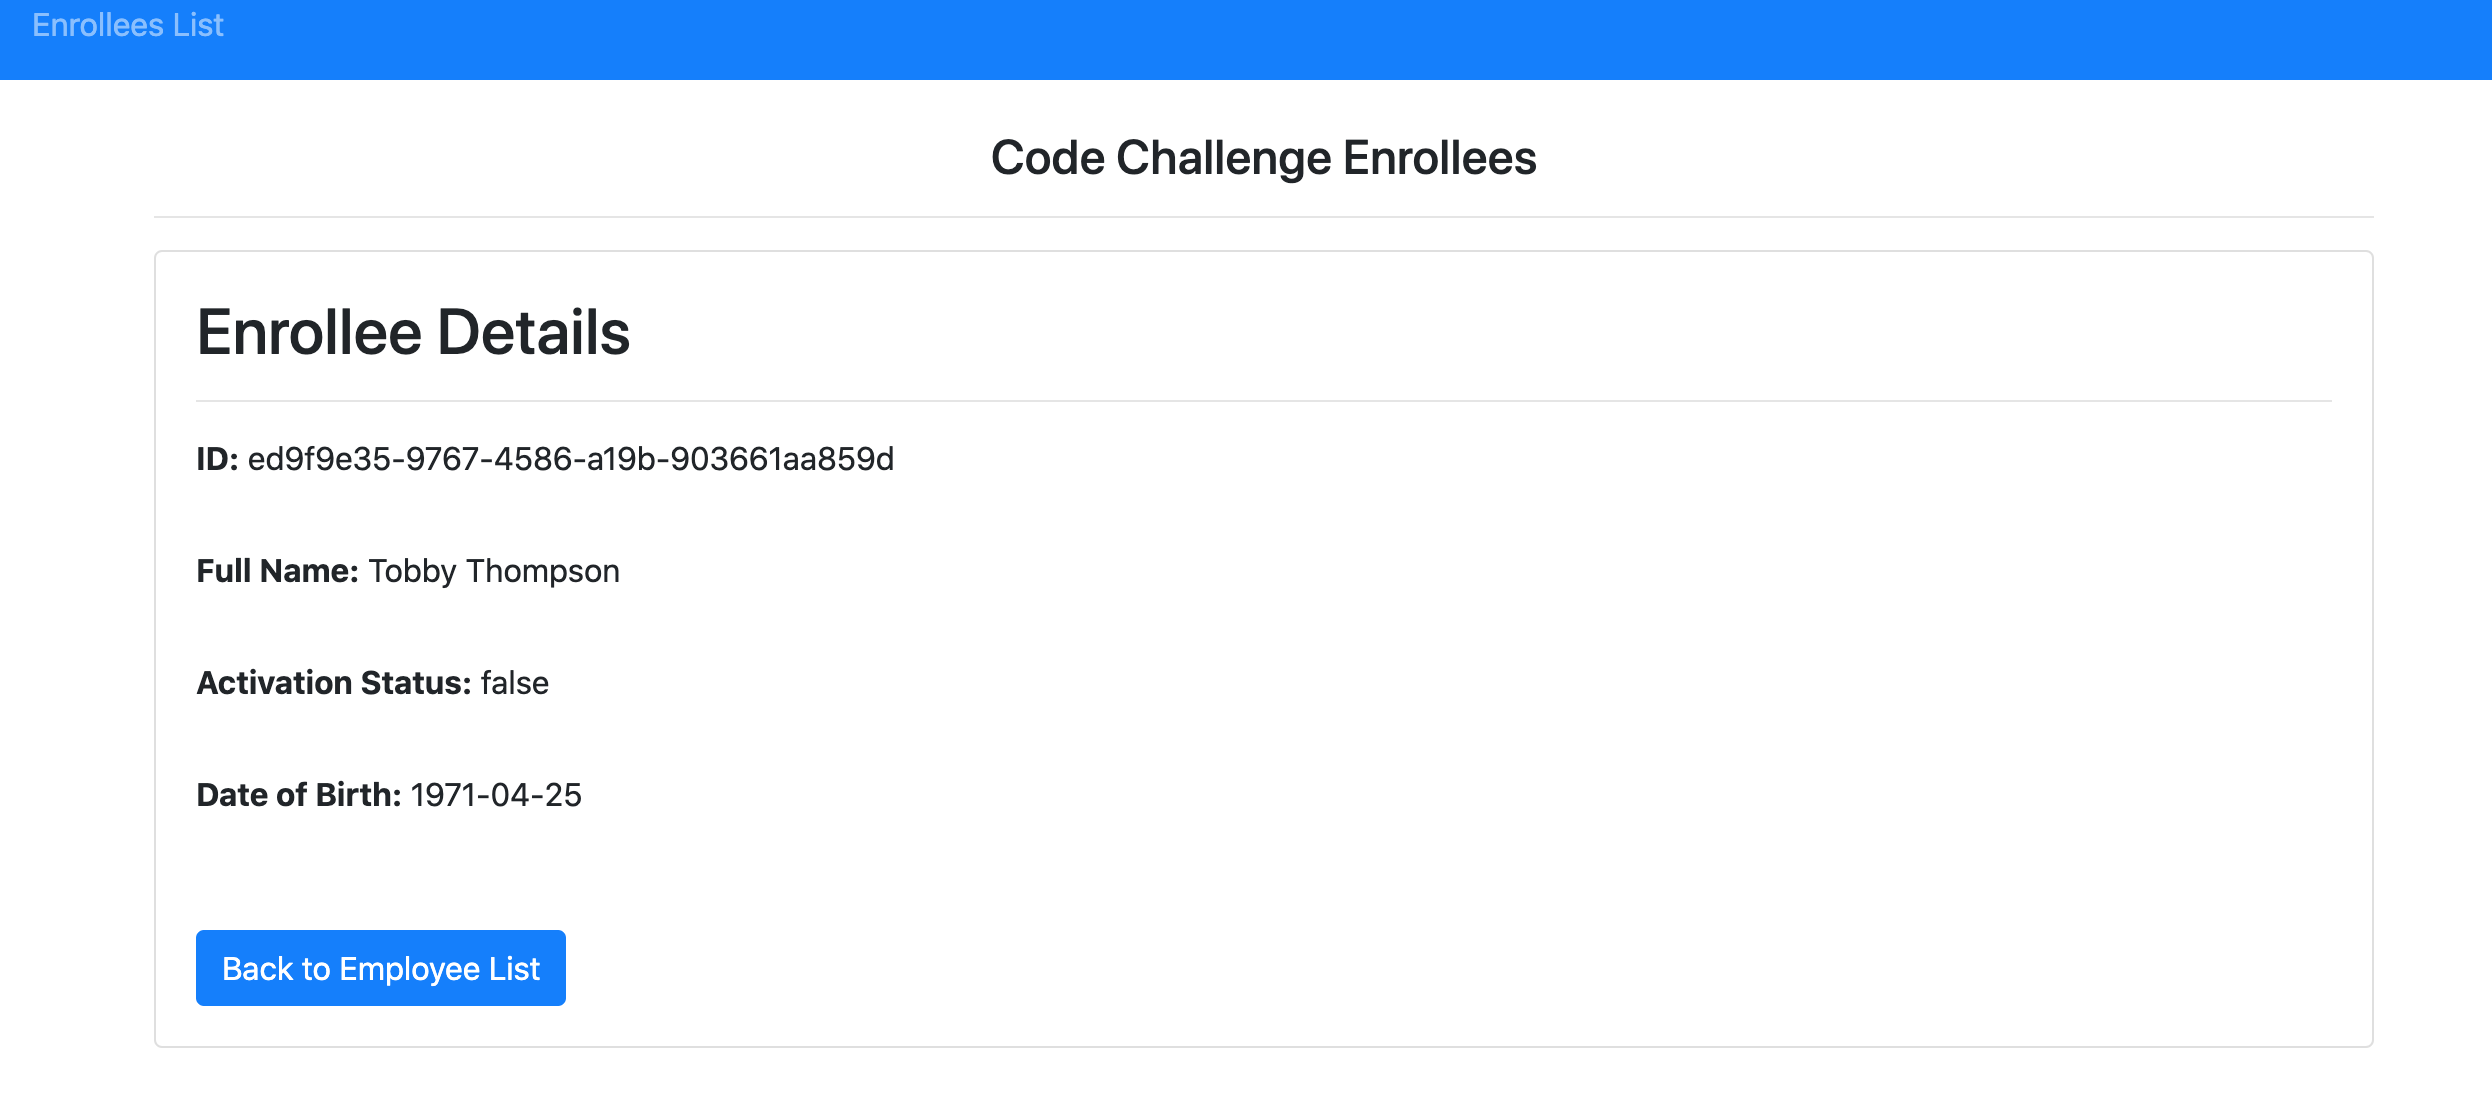 Enrollees List
Code Challenge Enrollees
Enrollee Details
ID: ed9f9e35-9767-4586-a19b-903661aa859d
Full Name: Tobby Thompson
Activation Status: false
Date of Birth: 1971-04-25
Back to Employee List